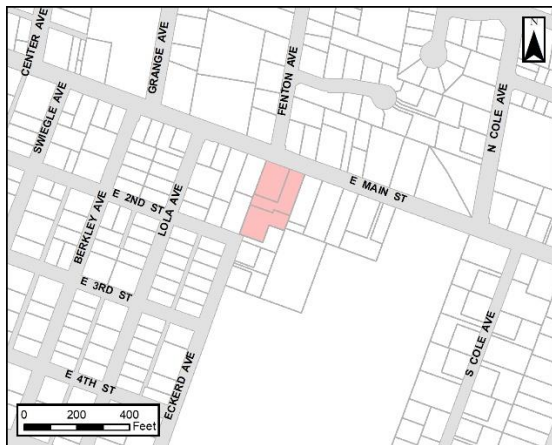 CENTER AVE
GRANGE AVE
FENTON AVE
N
N COLE AVE
SWIEGLE AVE
E MAIN ST
E 2ND ST
LOLA AVE
BERKLEY AVE
E 3RD ST
S COLE AVE
ECKERD AVE
E 4TH ST
0 200 400
Feet